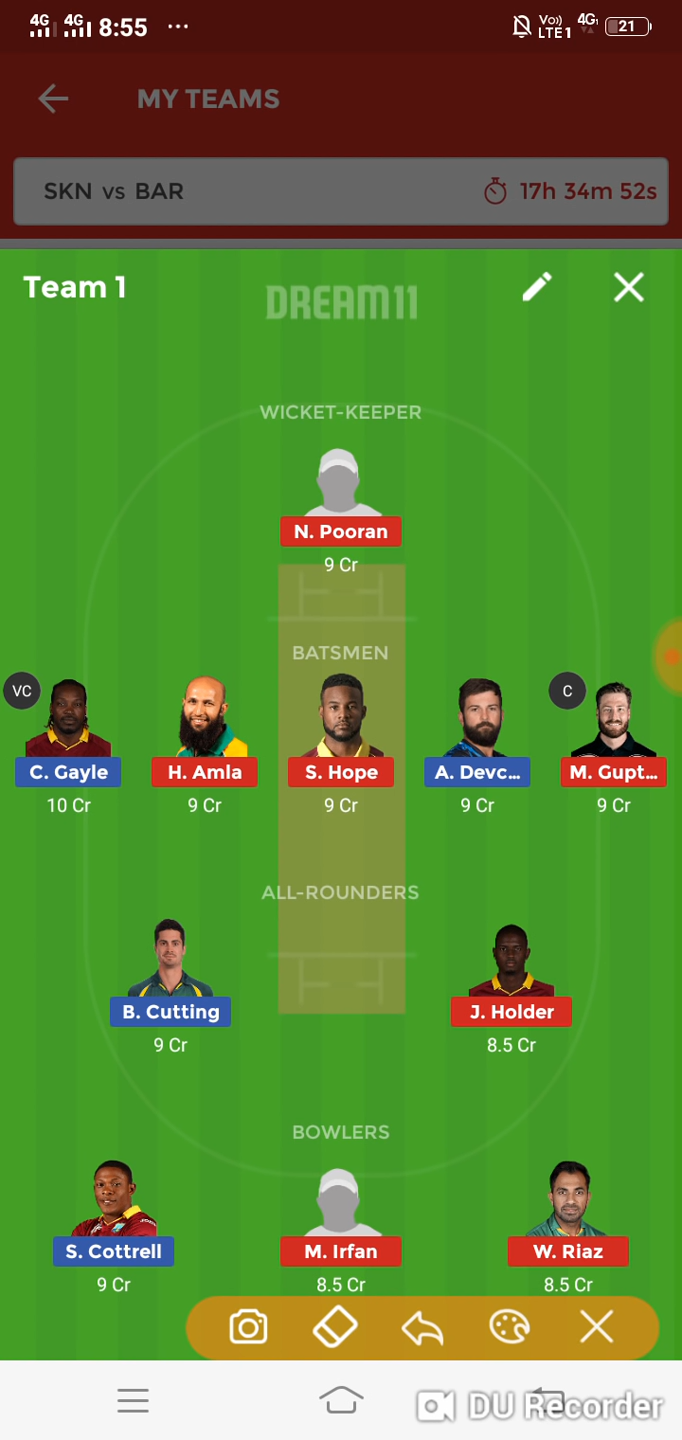 4G 4G 8:55 ... Vo)) LTE1 4G 21
MY TEAMS
SKN vs BAR 17h 34m 52s
Team 1
DREAM11
WICKET-KEEPER
N. Pooran
9 Cr
BATSMEN
VC C
C. Gayle H. Amla S. Hope A. Devc... M. Gupt...
10 Cr 9 Cr 9 Cr 9 Cr 9 Cr
ALL-ROUNDERS
B. Cutting J. Holder
9 Cr 8.5 Cr
BOWLERS
S. Cottrell M. Irfan W. Riaz
9 Cr 8.5 Cr 8.5 Cr
DU Recorder